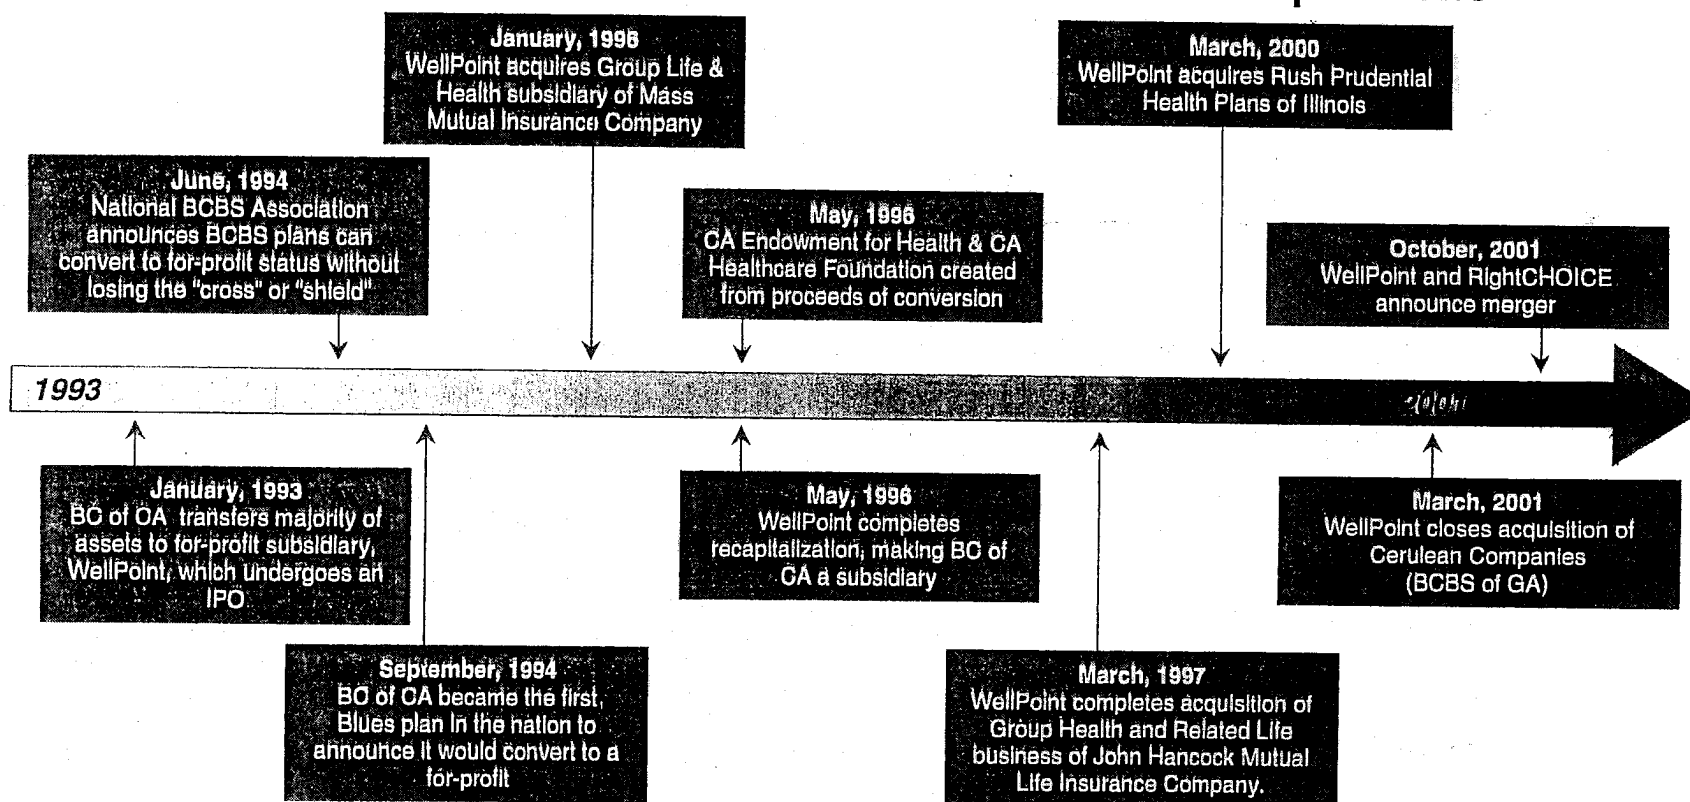 January, 1996
WellPoint acquires Group Life &
Health subsidiary of Mass
Mutual Insurance Company
March, 2000
WellPoint acquires Rush Prudential
Health Plans of Illinois
June, 1994
National BCBS Association
announces BCBS plans can
convert to for-profit status without
losing the "cross" or "shield"
May, 1996
CA Endowment for Health & CA
Healthcare Foundation created
from proceeds of conversion
October, 2001
WellPoint and RightCHOICE
announce merger
1993
January, 1993
BC of CA transfers majority of
assets to for-profit subsidiary,
WellPoint, which undergoes an
IPO
May, 1996
WellPoint completes
recapitalization, making BC of
CA a subsidiary
March, 2001
WellPoint closes acquisition of
Cerulean Companies
(BCBS of GA)
September, 1994
BC of CA became the first
Blues plan in the nation to
announce it would convert to a
for-profit
March, 1997
WellPoint completes acquisition of
Group Health and Related Life
business of John Hancock Mutual
Life Insurance Company.